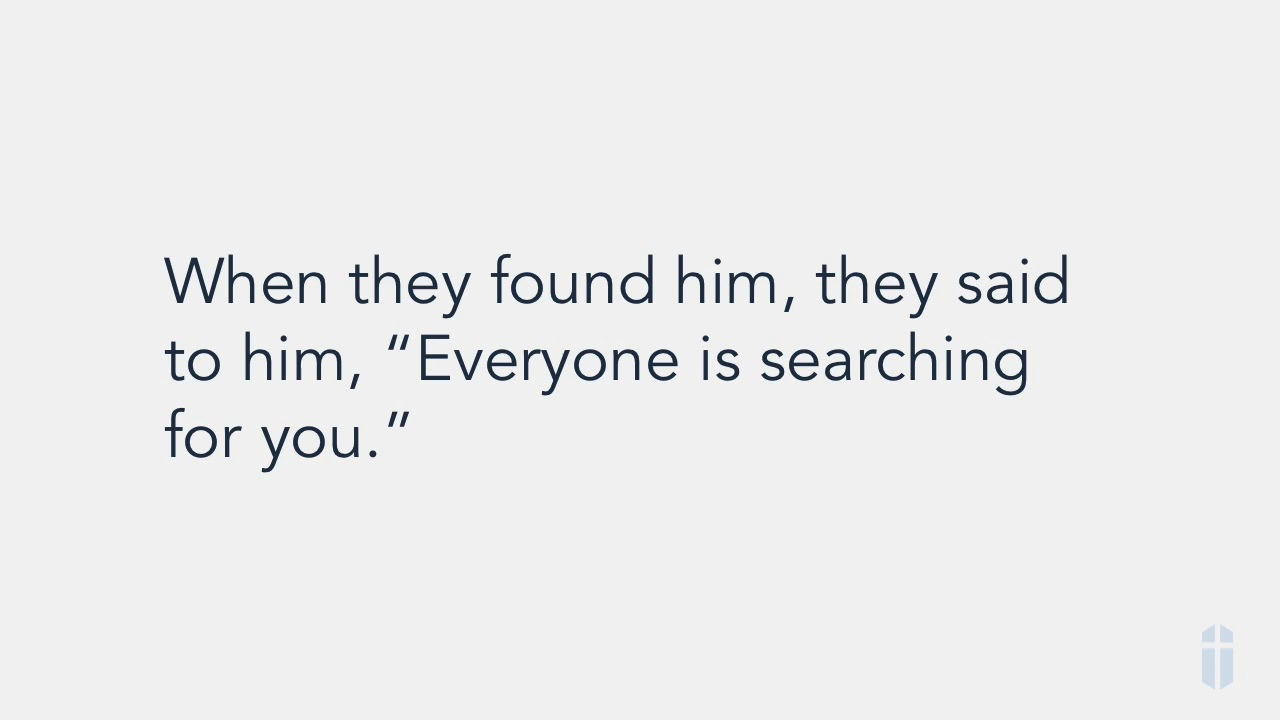 When they found him, they said
to him, “Everyone is searching
for you.”